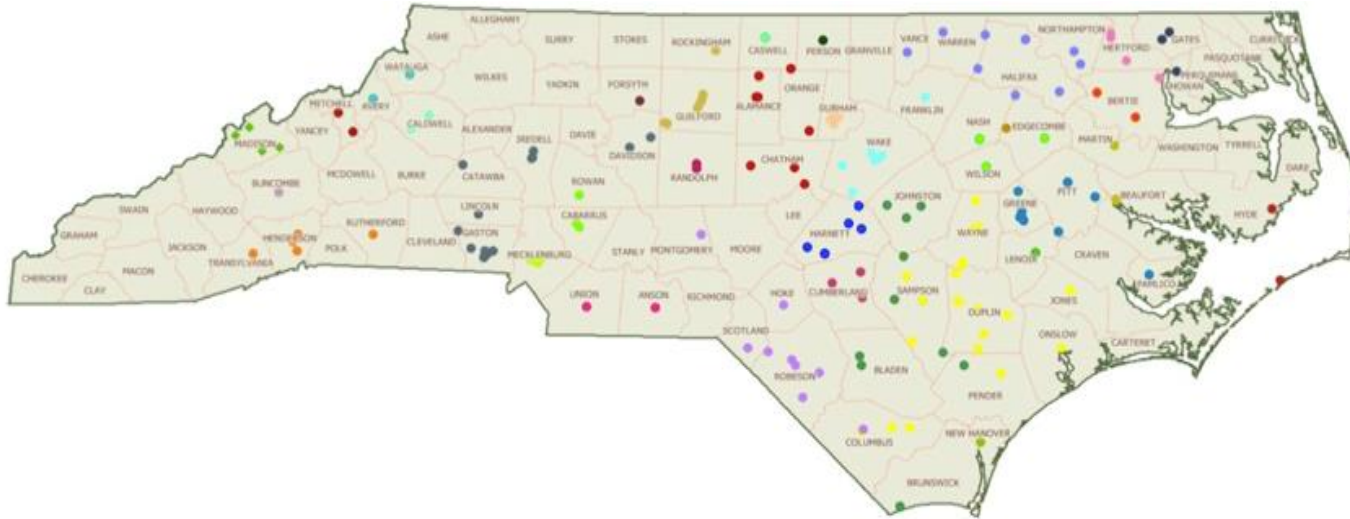 ALLEGHANY
ASHE
SURRY
STOKES
ROCKINGHAM
CASWELL
PERSON
GRANVILLE
VANCE
WARREN
NORTHAMPTON
HERTFORD
GATES
CURRITUCK
PASQUOTANK
PERQUIMANS
CHOWAN
WATAUGA
WILKES
YADKIN
FORSYTH
GUILFORD
ALAMANCE
ORANGE
DURHAM
FRANKLIN
HALIFAX
BERTIE
MITCHELL
AVERY
CALDWELL
ALEXANDER
IREDELL
DAVIE
DAVIDSON
WAKE
NASH
EDGECOMBE
MARTIN
WASHINGTON
TYRRELL
DARE
MADISON
YANCEY
BUNCOMBE
MCDOWELL
BURKE
CATAWBA
ROWAN
RANDOLPH
CHATHAM
WILSON
PITT
BEAUFORT
HYDE
SWAIN
HAYWOOD
RUTHERFORD
LINCOLN
CABARRUS
LEE
JOHNSTON
GREENE
GRAHAM
JACKSON
HENDERSON
POLK
CLEVELAND
GASTON
MECKLENBURG
STANLY
MONTGOMERY
MOORE
HARNETT
WAYNE
LENOIR
CRAVEN
CHEROKEE
CLAY
MACON
TRANSYLVANIA
UNION
ANSON
RICHMOND
HOKE
CUMBERLAND
SAMPSON
DUPLIN
JONES
PAMLICO
SCOTLAND
ROBESON
BLADEN
PENDER
ONSLOW
CARTERET
COLUMBUS
NEW HANOVER
BRUNSWICK